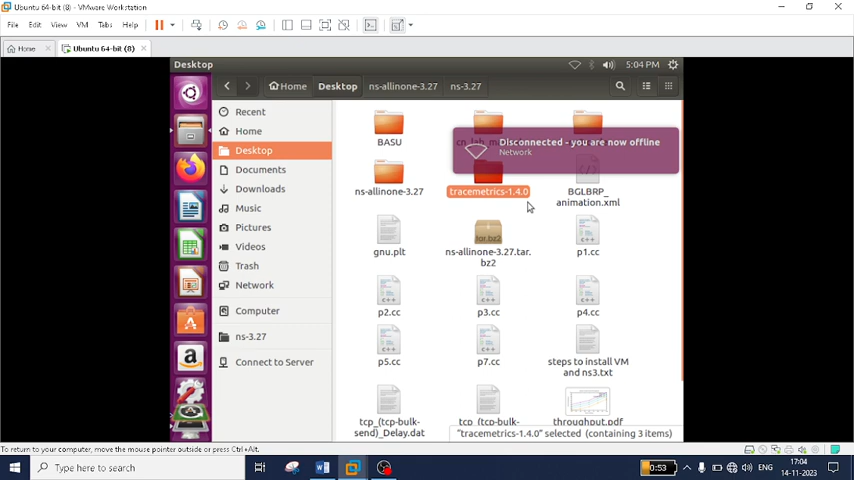 Ubuntu 64-bit (8) - VMware Workstation
File Edit View VM Tabs Help
Home
Ubuntu 64-bit (8)
Desktop
5:04 PM
Home
Desktop
ns-allinone-3.27
ns-3.27
Recent
Home
Desktop
Documents
Downloads
Music
Pictures
Videos
Trash
Network
Computer
ns-3.27
Connect to Server
BASU
Disconnected - you are now offline
Network
ns-allinone-3.27
tracemetrics-1.4.0
BGLBRP_
animation.xml
gnu.plt
tar.bz2
ns-allinone-3.27.tar.
bz2
p1.cc
p2.cc
p3.cc
p4.cc
p5.cc
p7.cc
steps to install VM
and ns3.txt
tcp_(tcp-bulk-
send)_Delay.dat
tcp_(tcp-bulk-
throughput.pdf
"tracemetrics-1.4.0" selected (containing 3 items)
To return to your computer, move the mouse pointer outside or press Ctrl+Alt.
Type here to search
0:53
ENG
17:04
14-11-2023